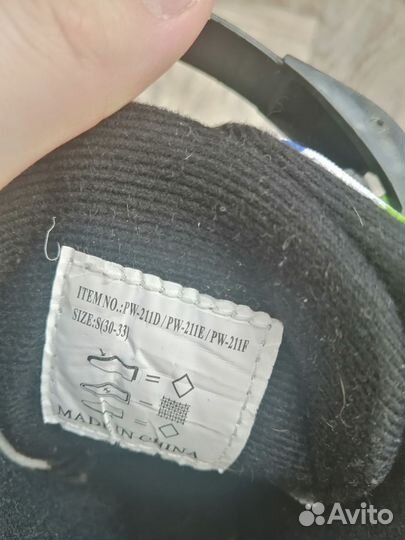 ITEM NO.:PW-211D / PW-211E / PW-211F
SIZE:S(30-33)
MADE IN CHINA
Avito